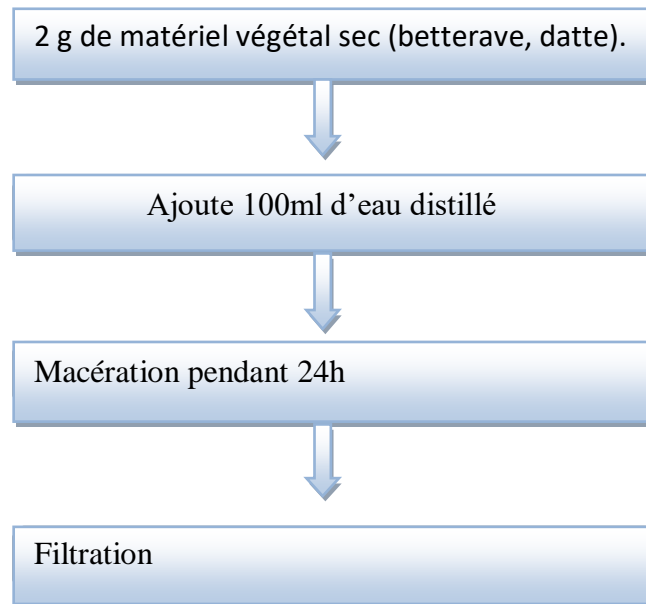 2 g de matériel végétal sec (betterave, datte).
Ajoute 100ml d’eau distillé
Macération pendant 24h
Filtration